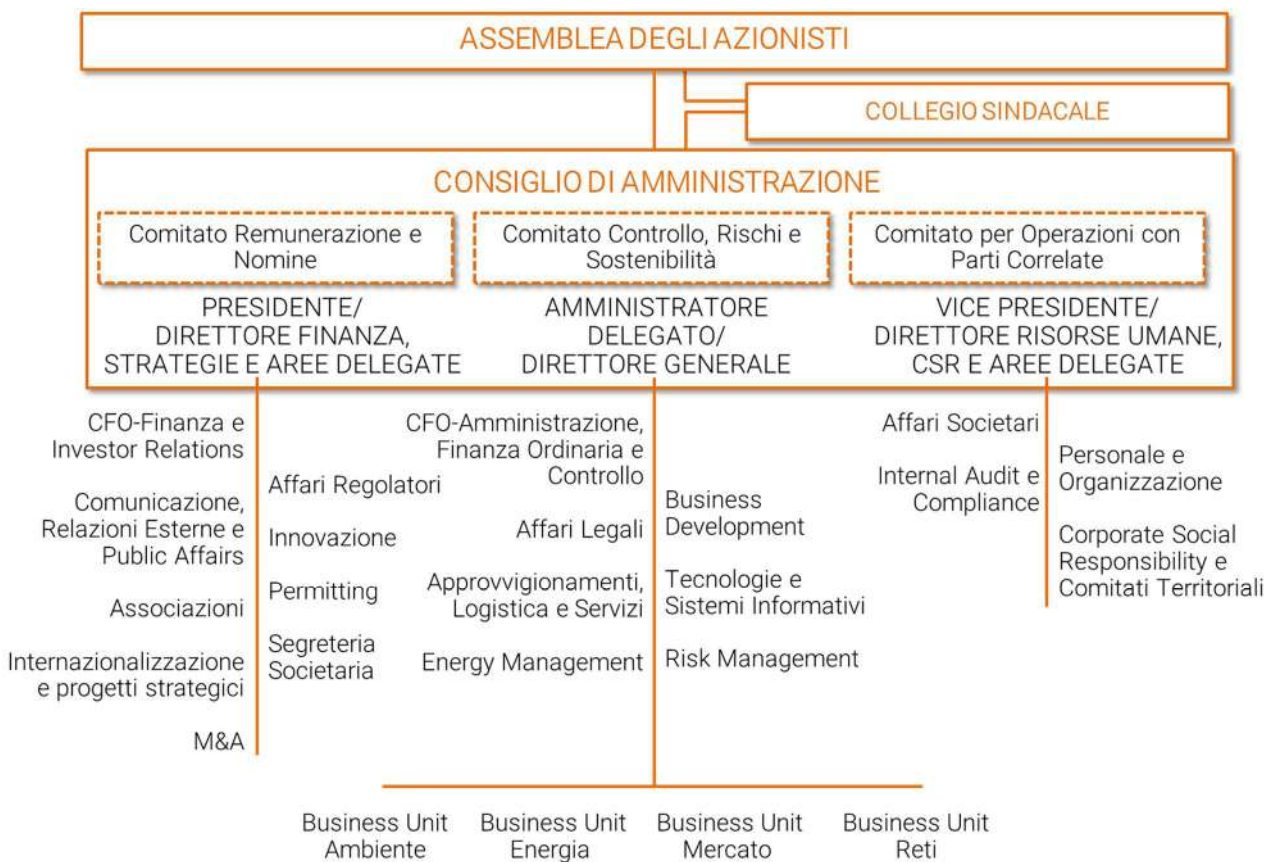 ASSEMBLEA DEGLI AZIONISTI
COLLEGIO SINDACALE
CONSIGLIO DI AMMINISTRAZIONE
Comitato Remunerazione e
Nomine
Comitato Controllo, Rischi e
Sostenibilità
Comitato per Operazioni con
Parti Correlate
PRESIDENTE/
DIRETTORE FINANZA,
STRATEGIE E AREE DELEGATE
AMMINISTRATORE
DELEGATO/
DIRETTORE GENERALE
VICE PRESIDENTE/
DIRETTORE RISORSE UMANE,
CSR E AREE DELEGATE
CFO-Finanza e
Investor Relations
Comunicazione,
Relazioni Esterne e
Public Affairs
Associazioni
Internazionalizzazione
e progetti strategici
M&A
Affari Regolatori
Innovazione
Permitting
Segreteria
Societaria
CFO-Amministrazione,
Finanza Ordinaria e
Controllo
Affari Legali
Approvvigionamenti,
Logistica e Servizi
Energy Management
Business
Development
Tecnologie e
Sistemi Informativi
Risk Management
Affari Societari
Internal Audit e
Compliance
Personale e
Organizzazione
Corporate Social
Responsibility e
Comitati Territoriali
Business Unit
Ambiente
Business Unit
Energia
Business Unit
Mercato
Business Unit
Reti